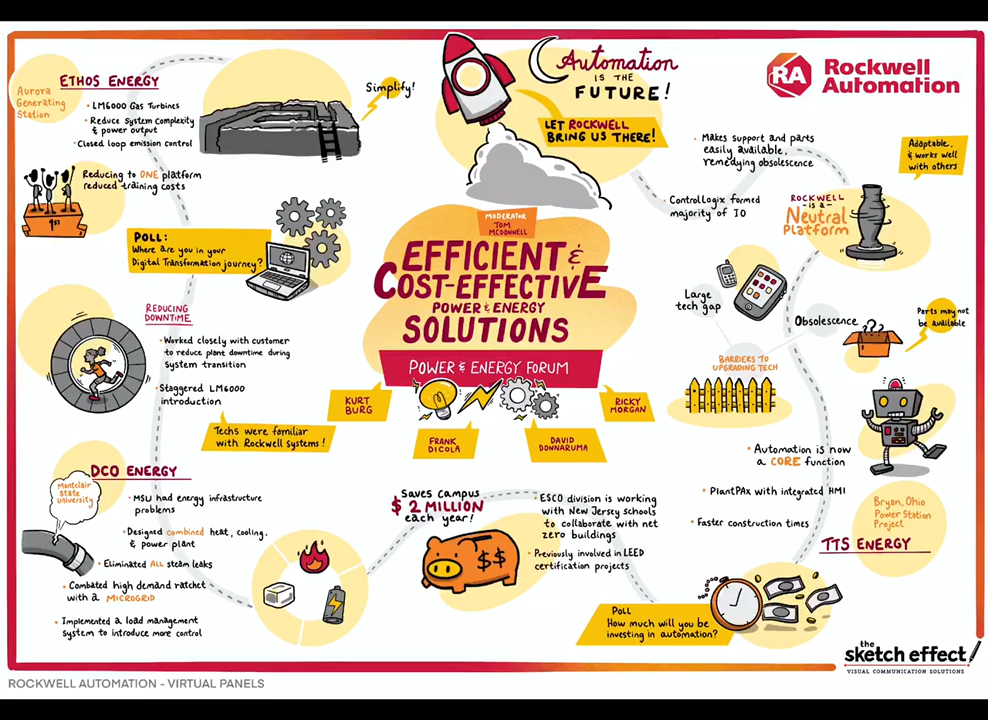 ETHOS ENERGY
Aurora
Generating
Station
• LM6000 Gas Turbines
• Reduce System Complexity
& power output
• Closed loop emission control
Simplify!
Reducing to ONE platform
reduced training costs
1ST
POLL:
Where are you in your
Digital Transformation journey?
REDUCING
DOWNTIME
• Worked closely with customer
to reduce plant downtime during
system transition
• Staggered LM6000
introduction
Techs were familiar
with Rockwell systems!
DCO ENERGY
Montclair
State
University
• MSU had energy infrastructure
problems
• Designed combined heat, cooling,
& power plant
• Eliminated ALL steam leaks
• Combated high demand ratchet
with a MICROGRID
• Implemented a load management
system to introduce more control
Automation
IS THE
FUTURE!
LET ROCKWELL
BRING US THERE!
MODERATOR
TOM
MCDONNELL
EFFICIENT &
COST-EFFECTIVE
POWER & ENERGY
SOLUTIONS
POWER & ENERGY FORUM
KURT
BURG
FRANK
DICOLA
DAVID
DONNARUMA
RICKY
MORGAN
Saves campus
$ 2 MILLION
each year!
$$
• ESCO division is working
with New Jersey schools
to collaborate with net
zero buildings
• Previously involved in LEED
certification projects
POLL
How much will you be
investing in automation?
RA
Rockwell
Automation
• Makes support and parts
easily available,
remedying obsolescence
Adaptable,
& works well
with others
• ControlLogix formed
majority of IO
ROCKWELL
- IS A -
Neutral
Platform
Large
tech gap
Obsolescence
??
Parts may not
be available
BARRIERS TO
UPGRADING TECH
• Automation is now
a CORE function
• PlantPAx with integrated HMI
• Faster construction times
Bryan, Ohio
Power Station
Project
TTS ENERGY
the
sketch effect
VISUAL COMMUNICATION SOLUTIONS
ROCKWELL AUTOMATION - VIRTUAL PANELS